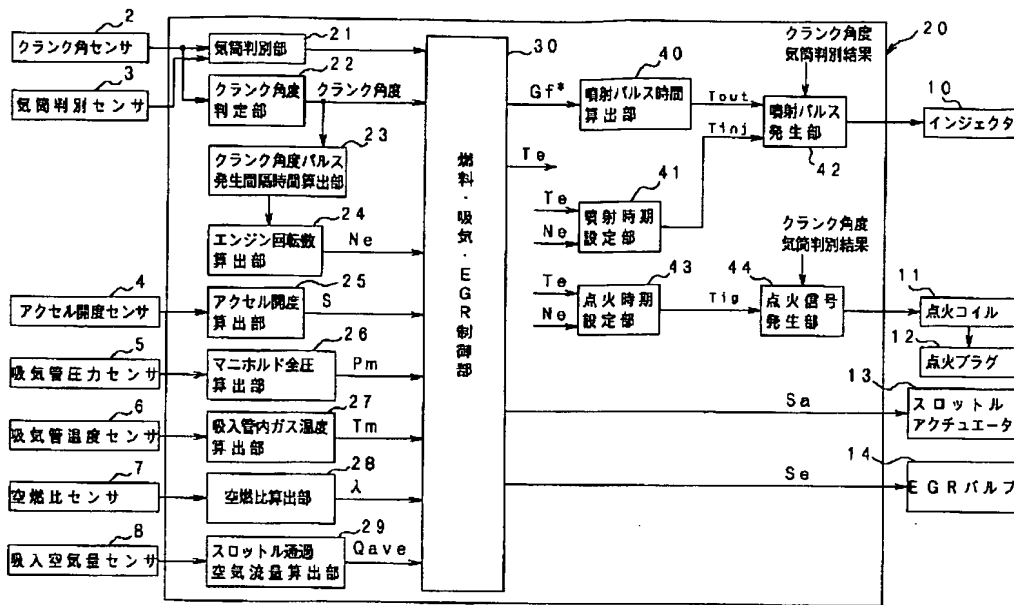 2
クランク角センサ
3
気筒判別センサ
4
アクセル開度センサ
5
吸気管圧力センサ
6
吸気管温度センサ
7
空燃比センサ
8
吸入空気量センサ
21
気筒判別部
22
クランク角度
判定部
クランク角度
23
クランク角度パルス
発生間隔時間算出部
24
エンジン回転数
算出部
Ne
25
アクセル開度
算出部
S
26
マニホルド全圧
算出部
Pm
27
吸入管内ガス温度
算出部
Tm
28
空燃比算出部
λ
29
スロットル通過
空気流量算出部
Qave
30
燃料・吸気・EGR制御部
Gf*
40
噴射パルス時間
算出部
Tout
Tinj
クランク角度
気筒判別結果
噴射パルス
発生部
42
Te
41
Te
Ne
噴射時期
設定部
43
Te
Ne
点火時期
設定部
Tig
クランク角度
気筒判別結果
44
点火信号
発生部
Sa
Se
20
10
インジェクタ
11
点火コイル
12
点火プラグ
13
スロットル
アクチュエータ
14
EGRバルブ